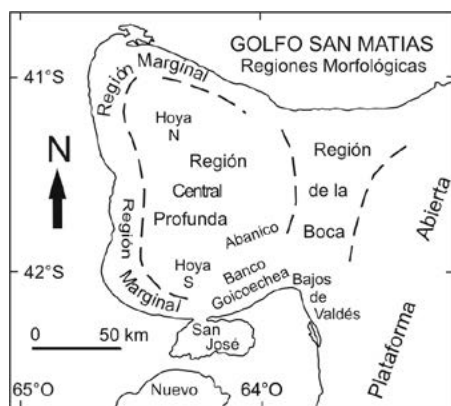 GOLFO SAN MATIAS
Regiones Morfológicas
41°S
Región Marginal
Hoya
N
Región
Central
Profunda
Región
de la
Boca
Abierta
Plataforma
N
Región
Marginal
Abanico
42°S
Hoya
S
Banco
Goicoechea
Bajos
de
Valdés
0 50 km
San
José
Nuevo
65°O
64°O